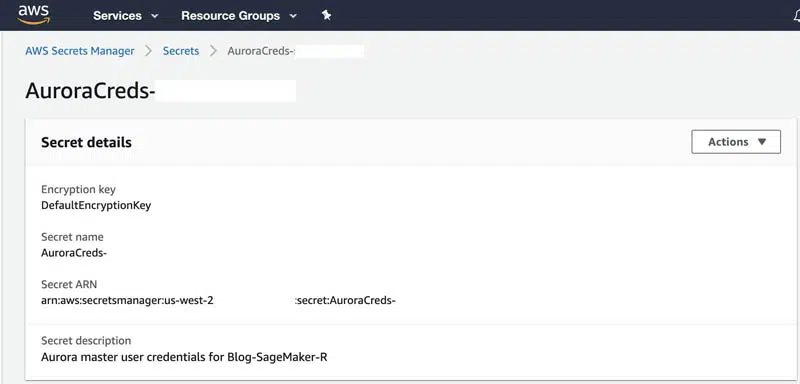 aws
Services Resource Groups
AWS Secrets Manager > Secrets > AuroraCreds-
AuroraCreds-
Secret details
Actions
Encryption key
DefaultEncryptionKey
Secret name
AuroraCreds-
Secret ARN
arn:aws:secretsmanager:us-west-2 :secret:AuroraCreds-
Secret description
Aurora master user credentials for Blog-SageMaker-R